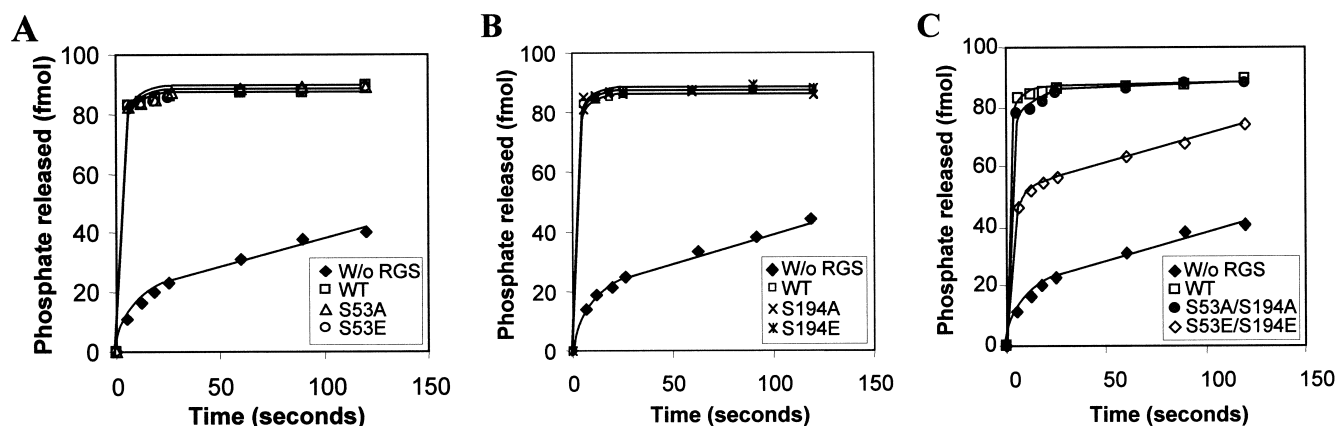 A
Phosphate released (fmol)
100
80
60
40
20
0
0 50 100 150
Time (seconds)
W/o RGS
WT
S53A
S53E
B
Phosphate released (fmol)
100
80
60
40
20
0
0 50 100 150
Time (seconds)
W/o RGS
WT
S194A
S194E
C
Phosphate released (fmol)
100
80
60
40
20
0
0 50 100 150
Time (seconds)
W/o RGS
WT
S53A/S194A
S53E/S194E